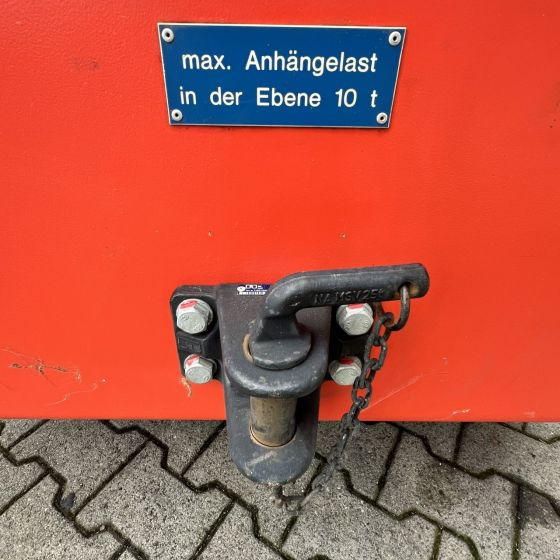 max. Anhängelast
in der Ebene 10 t